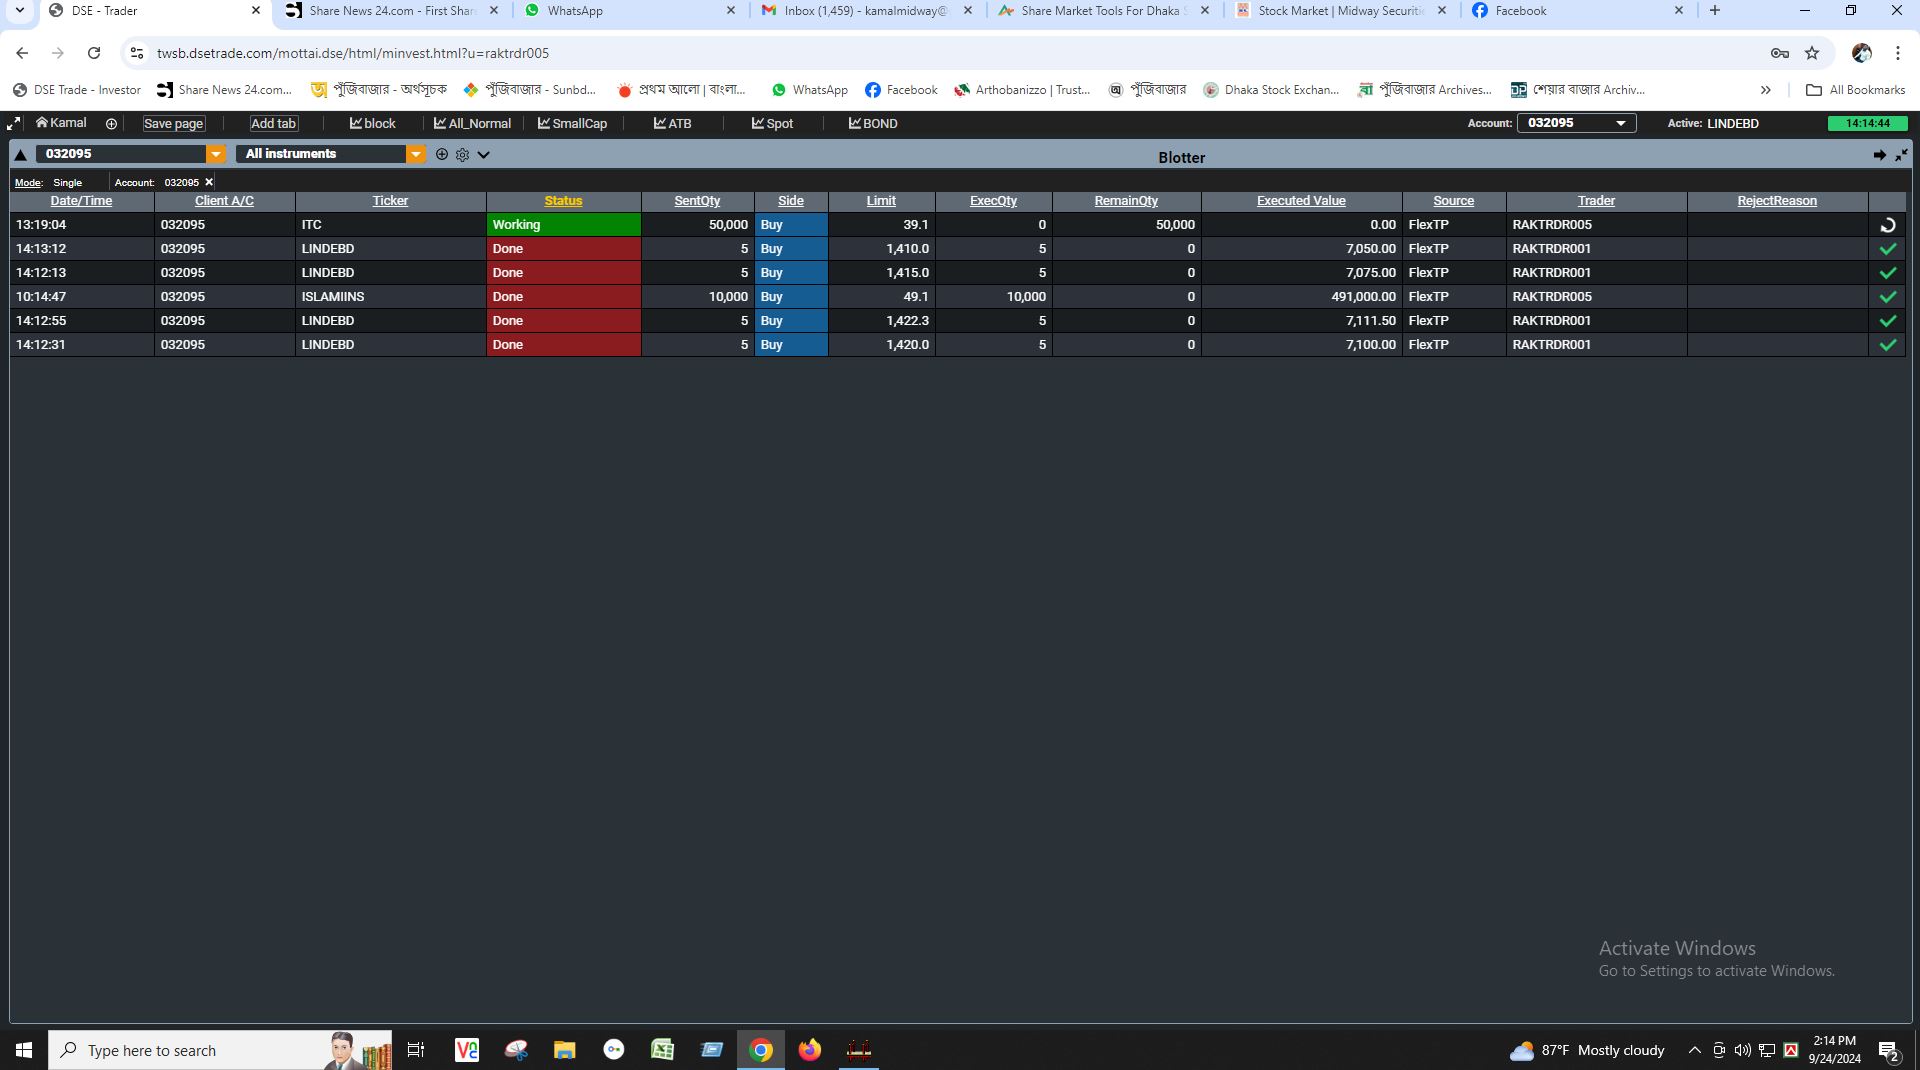 DSE - Trader
Share News 24.com - First Shar
WhatsApp
Inbox (1,459) - kamalmidway@
Share Market Tools For Dhaka S
Stock Market | Midway Securiti
Facebook
twsb.dsetrade.com/mottai.dse/html/minvest.html?u=raktrdr005
DSE Trade - Investor
Share News 24.com...
পুঁজিবাজার - অর্থসূচক
পুঁজিবাজার - Sunbd...
প্রথম আলো | বাংলা...
WhatsApp
Facebook
Arthobanizzo | Trust...
পুঁজিবাজার
Dhaka Stock Exchan...
পুঁজিবাজার Archives...
শেয়ার বাজার Archiv...
All Bookmarks
Kamal Save page Add tab block All_Normal SmallCap ATB Spot BOND Account: 032095 Active: LINDEBD 14:14:44
032095 All instruments Blotter
Mode: Single Account: 032095
Date/Time Client A/C Ticker Status SentQty Side Limit ExecQty RemainQty Executed Value Source Trader RejectReason
13:19:04 032095 ITC Working 50,000 Buy 39.1 0 50,000 0.00 FlexTP RAKTRDR005
14:13:12 032095 LINDEBD Done 5 Buy 1,410.0 5 0 7,050.00 FlexTP RAKTRDR001
14:12:13 032095 LINDEBD Done 5 Buy 1,415.0 5 0 7,075.00 FlexTP RAKTRDR001
10:14:47 032095 ISLAMIINS Done 10,000 Buy 49.1 10,000 0 491,000.00 FlexTP RAKTRDR005
14:12:55 032095 LINDEBD Done 5 Buy 1,422.3 5 0 7,111.50 FlexTP RAKTRDR001
14:12:31 032095 LINDEBD Done 5 Buy 1,420.0 5 0 7,100.00 FlexTP RAKTRDR001
Activate Windows
Go to Settings to activate Windows.
Type here to search
87°F Mostly cloudy
2:14 PM
9/24/2024
2